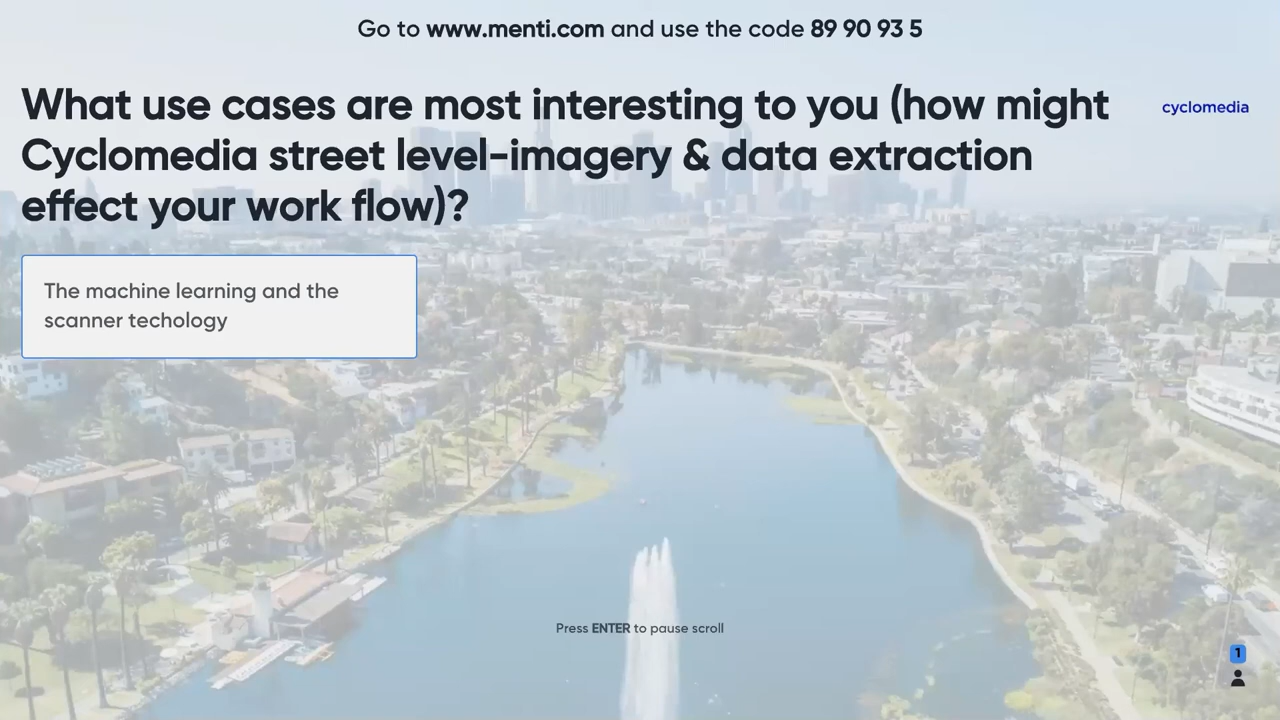 Go to www.menti.com and use the code 89 90 93 5
What use cases are most interesting to you (how might
Cyclomedia street level-imagery & data extraction
effect your work flow)?
cyclomedia
The machine learning and the
scanner techology
Press ENTER to pause scroll
1